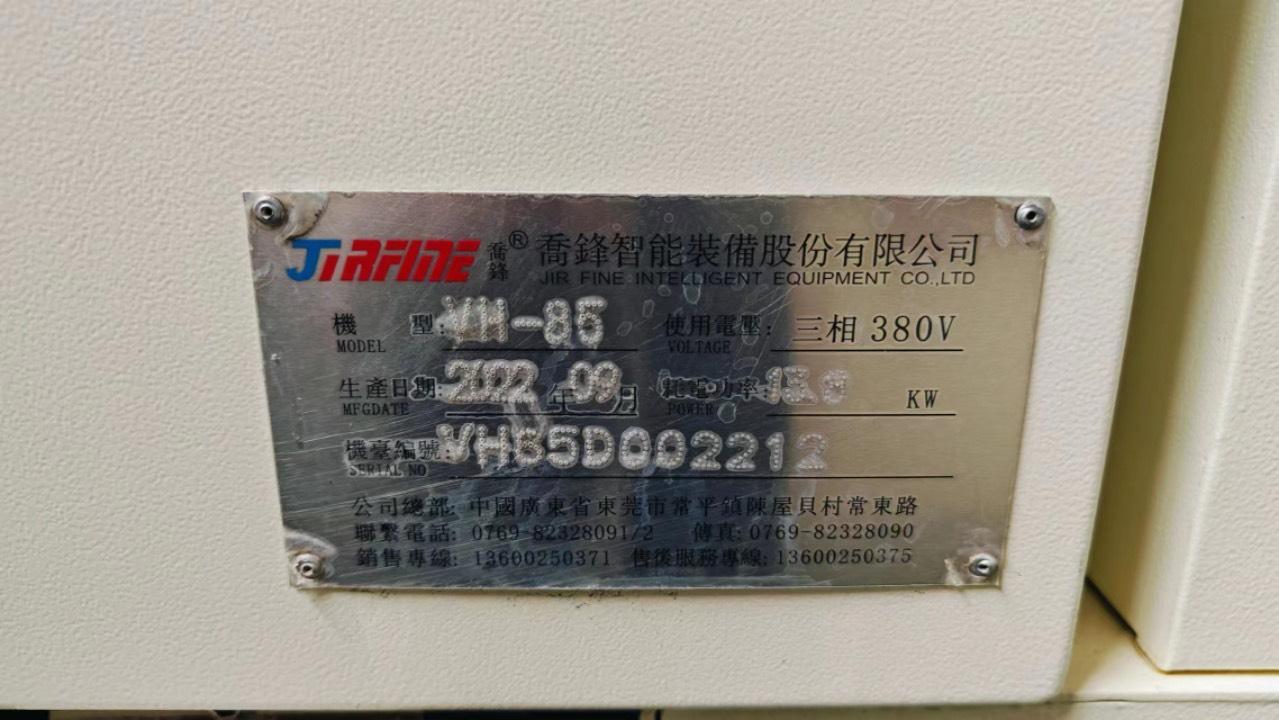 JIRFINE 喬鋒® 喬鋒智能裝備股份有限公司
JIR FINE INTELLIGENT EQUIPMENT CO.,LTD
機 型: VH-85 使用電壓: 三相 380V
MODEL VOLTAGE
生產日期: 年 09 月 耗電功率: KW
MFGDATE POWER
機臺編號: VH85D002212
SERIAL NO
公司總部: 中國廣東省東莞市常平鎮陳屋貝村常東路
聯繫電話: 0769-82328091/2 傳真: 0769-82328090
銷售專線: 13600250371 售後服務專線: 13600250375